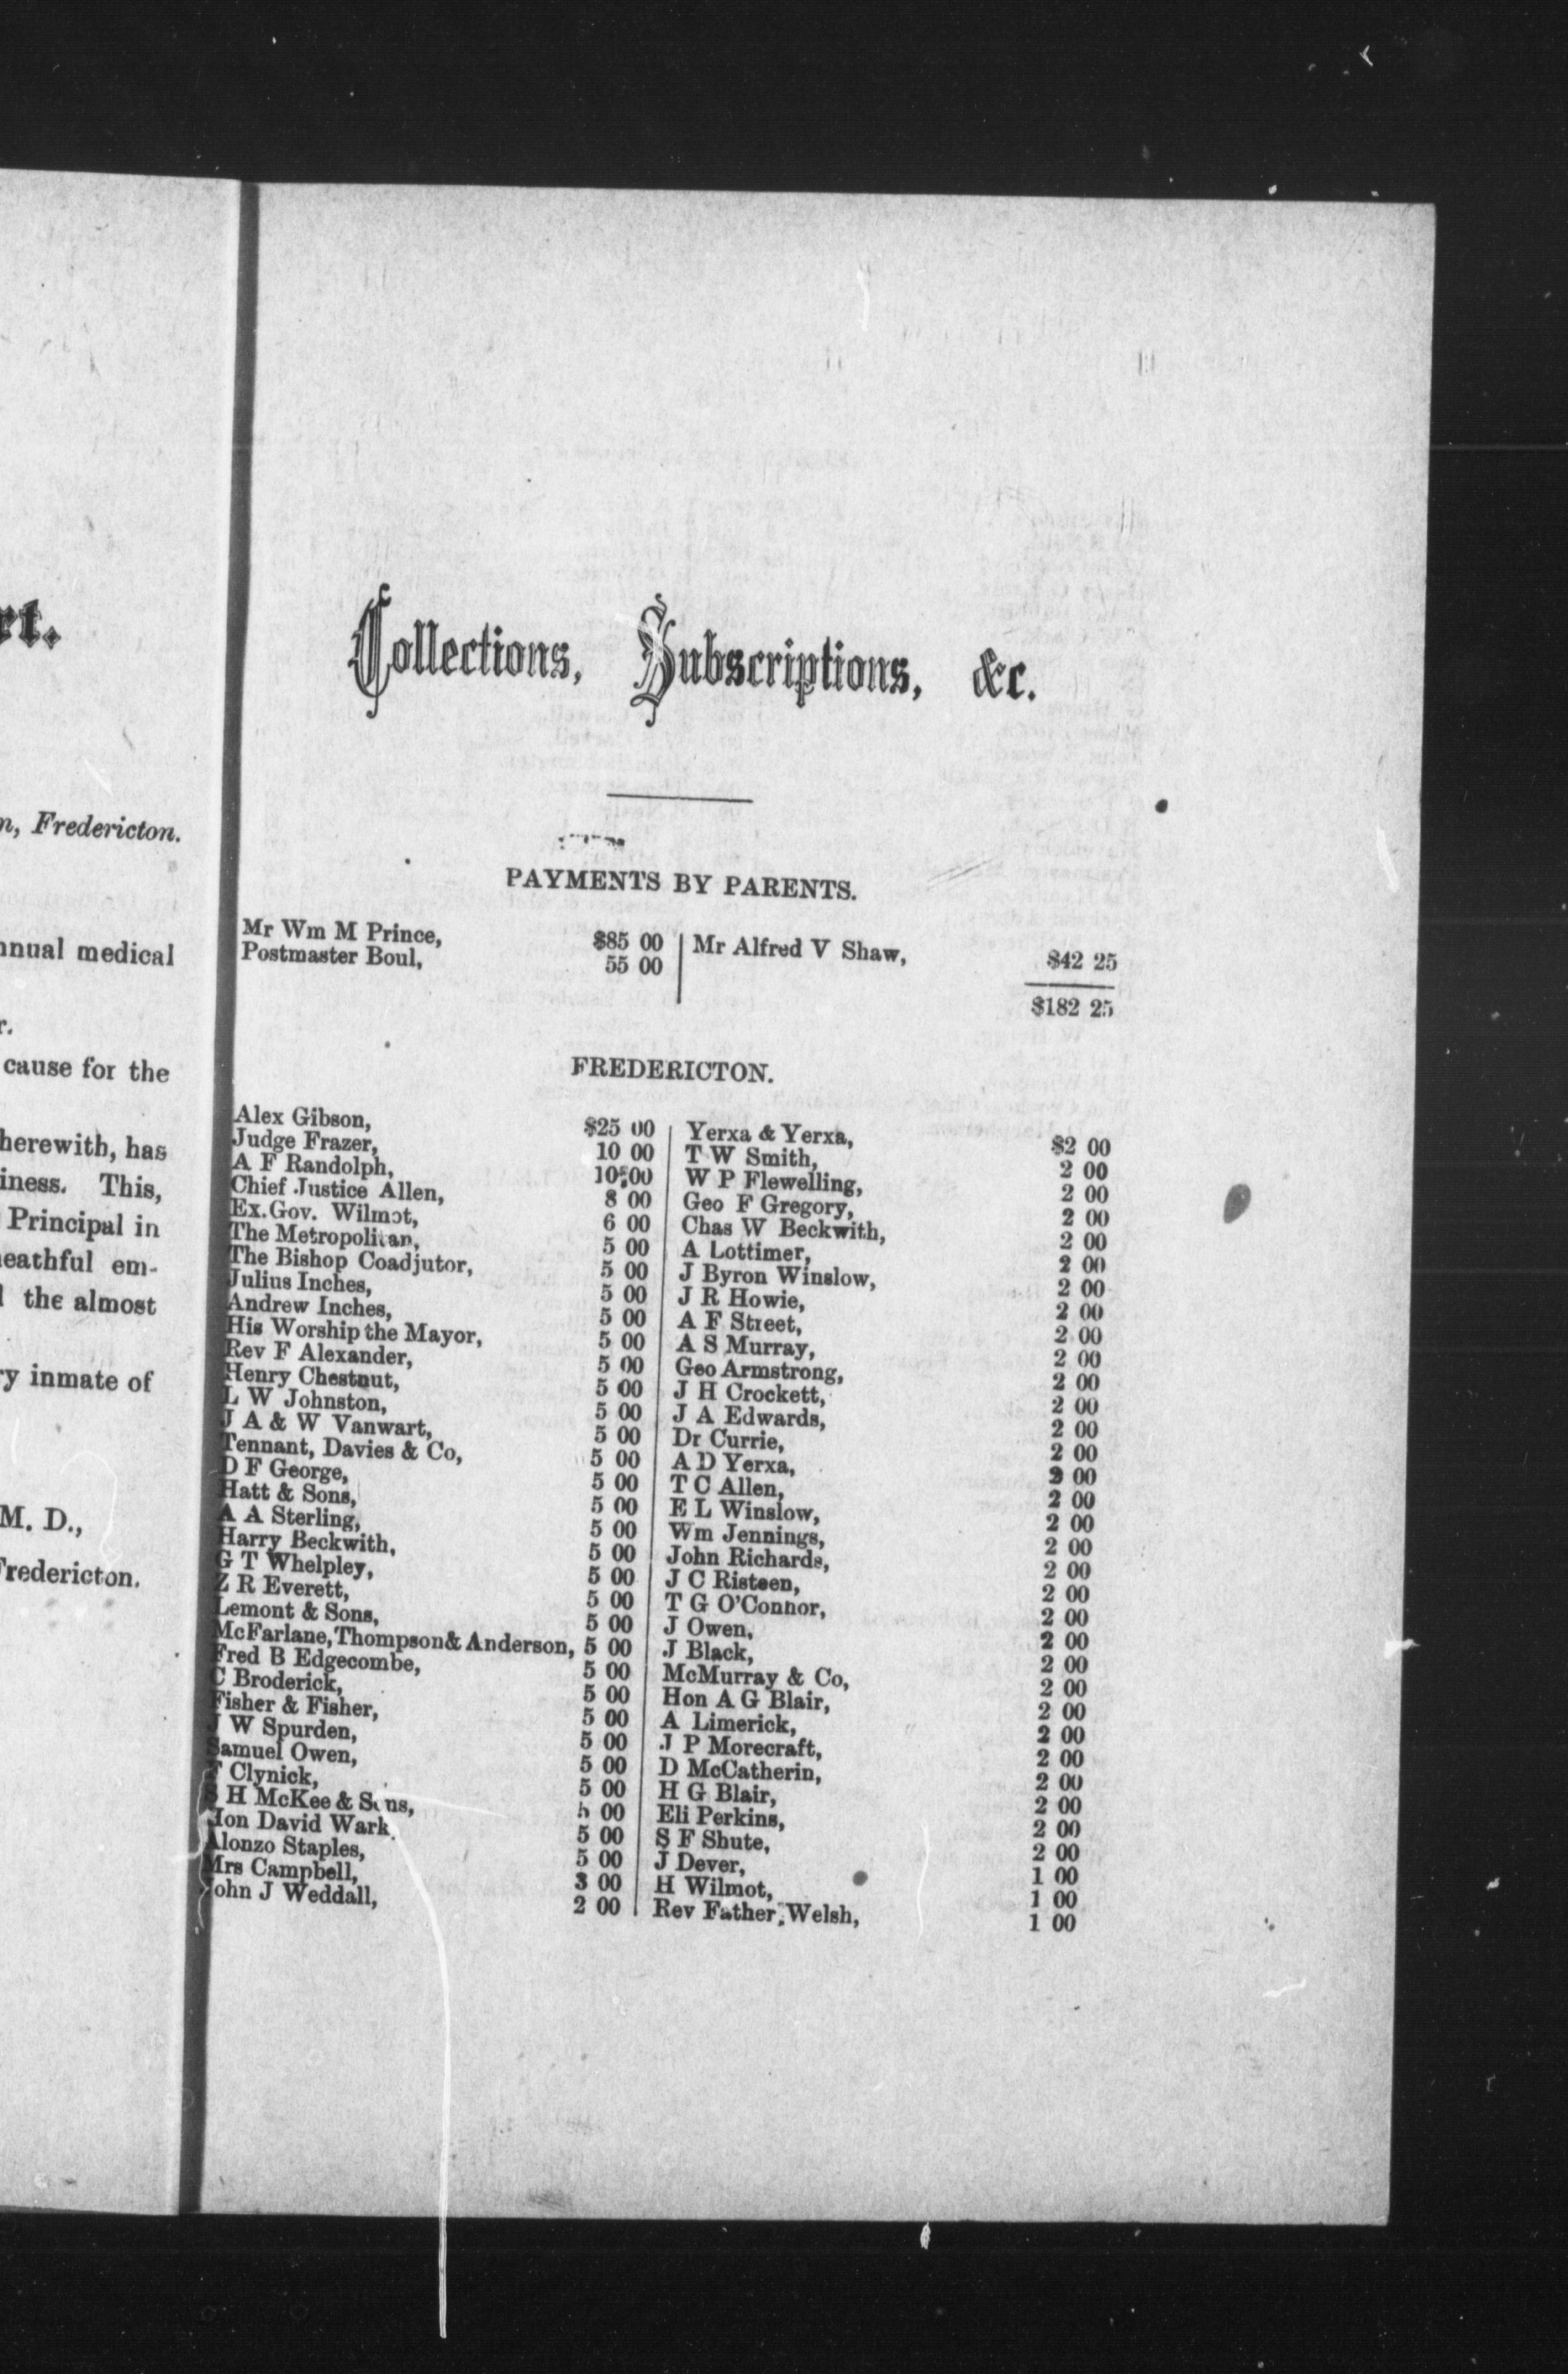 rt.
n, Fredericton.
nnual medical
r.
cause for the
herewith, has
iness. This,
Principal in
eathful em-
the almost
ry inmate of
M. D.,
Fredericton.
Collections, Subscriptions, &c.
PAYMENTS BY PARENTS.
Mr Wm M Prince, $85 00
Postmaster Boul, 55 00
Mr Alfred V Shaw, $42 25
$182 25
FREDERICTON.
Alex Gibson, $25 00
Judge Frazer, 10 00
A F Randolph, 10 00
Chief Justice Allen, 8 00
Ex.Gov. Wilmot, 6 00
The Metropolitan, 5 00
The Bishop Coadjutor, 5 00
Julius Inches, 5 00
Andrew Inches, 5 00
His Worship the Mayor, 5 00
Rev F Alexander, 5 00
Henry Chestnut, 5 00
L W Johnston, 5 00
J A & W Vanwart, 5 00
Tennant, Davies & Co, 5 00
D F George, 5 00
Hatt & Sons, 5 00
A A Sterling, 5 00
Harry Beckwith, 5 00
G T Whelpley, 5 00
Z R Everett, 5 00
Lemont & Sons, 5 00
McFarlane, Thompson & Anderson, 5 00
Fred B Edgecombe, 5 00
C Broderick, 5 00
Fisher & Fisher, 5 00
J W Spurden, 5 00
Samuel Owen, 5 00
T Clynick, 5 00
S H McKee & Sons, 5 00
Hon David Wark, 5 00
Alonzo Staples, 5 00
Mrs Campbell, 3 00
John J Weddall, 2 00
Yerxa & Yerxa, $2 00
T W Smith, 2 00
W P Flewelling, 2 00
Geo F Gregory, 2 00
Chas W Beckwith, 2 00
A Lottimer, 2 00
J Byron Winslow, 2 00
J R Howie, 2 00
A F Street, 2 00
A S Murray, 2 00
Geo Armstrong, 2 00
J H Crockett, 2 00
J A Edwards, 2 00
Dr Currie, 2 00
A D Yerxa, 2 00
T C Allen, 2 00
E L Winslow, 2 00
Wm Jennings, 2 00
John Richards, 2 00
J C Risteen, 2 00
T G O'Connor, 2 00
J Owen, 2 00
J Black, 2 00
McMurray & Co, 2 00
Hon A G Blair, 2 00
A Limerick, 2 00
J P Morecraft, 2 00
D McCatherin, 2 00
H G Blair, 2 00
Eli Perkins, 2 00
S F Shute, 2 00
J Dever, 1 00
H Wilmot, 1 00
Rev Father Welsh, 1 00